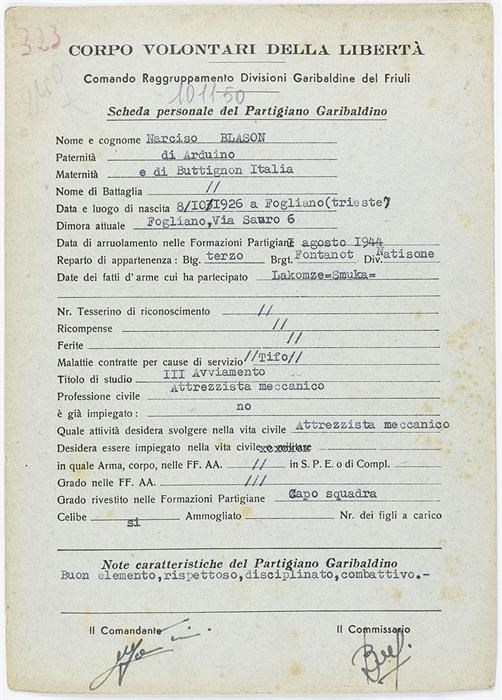 323
CORPO VOLONTARI DELLA LIBERTÀ
Comando Raggruppamento Divisioni Garibaldine del Friuli
101150
Scheda personale del Partigiano Garibaldino
Nome e cognome Narciso BLASON
Paternità di Arduino
Maternità e di Buttignon Italia
Nome di Battaglia //
Data e luogo di nascita 8/10/1926 a Fogliano(trieste)
Dimora attuale Fogliano,Via Sauro 6
Data di arruolamento nelle Formazioni Partigiane I agosto 1944
Reparto di appartenenza: Btg. terzo Brgt. Fontanot Div. Natisone
Date dei fatti d'arme cui ha partecipato Lakomze=Smuka=
Nr. Tesserino di riconoscimento //
Ricompense //
Ferite //
Malattie contratte per cause di servizio //Tifo//
Titolo di studio III Avviamento
Professione civile Attrezzista meccanico
è già impiegato: no
Quale attività desidera svolgere nella vita civile Attrezzista meccanico
Desidera essere impiegato nella vita civile o militare
in quale Arma, corpo, nelle FF. AA. // in S. P. E. o di Compl.
Grado nelle FF. AA. ///
Grado rivestito nelle Formazioni Partigiane Capo squadra
Celibe si Ammogliato Nr. dei figli a carico
Note caratteristiche del Partigiano Garibaldino
Buon elemento,rispettoso,disciplinato,combattivo.-
Il Comandante Il Commissario